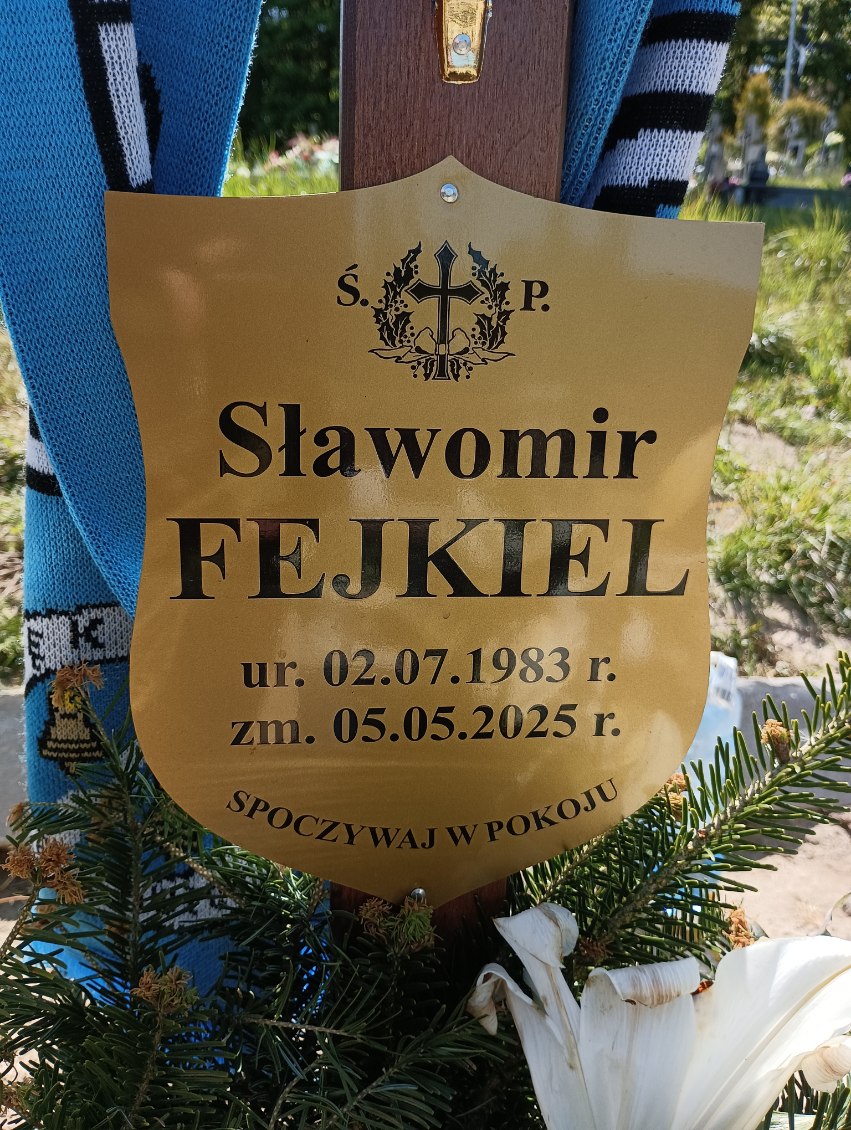 Ś. P.
Sławomir
FEJKIEL
ur. 02.07.1983 r.
zm. 05.05.2025 r.
SPOCZYWAJ W POKOJU